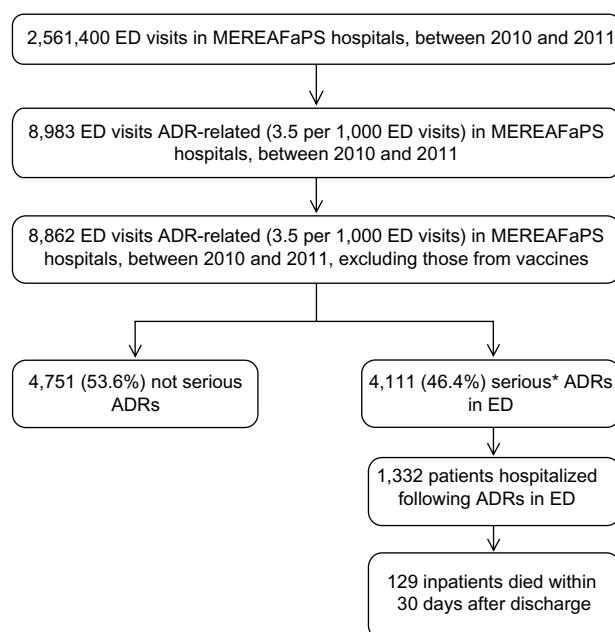 2,561,400 ED visits in MEREAFaPS hospitals, between 2010 and 2011
8,983 ED visits ADR-related (3.5 per 1,000 ED visits) in MEREAFaPS
hospitals, between 2010 and 2011
8,862 ED visits ADR-related (3.5 per 1,000 ED visits) in MEREAFaPS
hospitals, between 2010 and 2011, excluding those from vaccines
4,751 (53.6%) not serious
ADRs
4,111 (46.4%) serious* ADRs
in ED
1,332 patients hospitalized
following ADRs in ED
129 inpatients died within
30 days after discharge